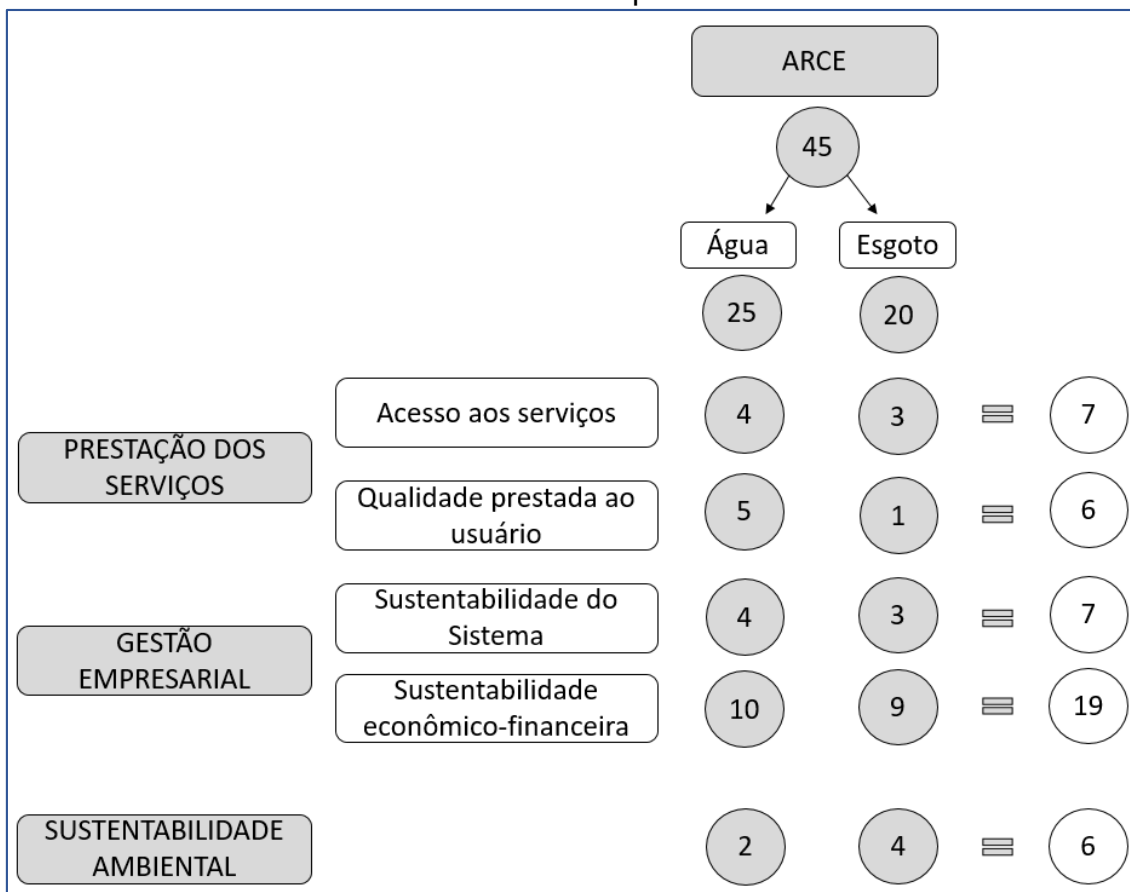 ARCE
45
Água Esgoto
25 20
Acesso aos serviços 4 3 = 7
PRESTAÇÃO DOS
SERVIÇOS
Qualidade prestada ao
usuário
5 1 = 6
Sustentabilidade do
Sistema
4 3 = 7
GESTÃO
EMPRESARIAL
Sustentabilidade
econômico-financeira
10 9 = 19
SUSTENTABILIDADE
AMBIENTAL
2 4 = 6